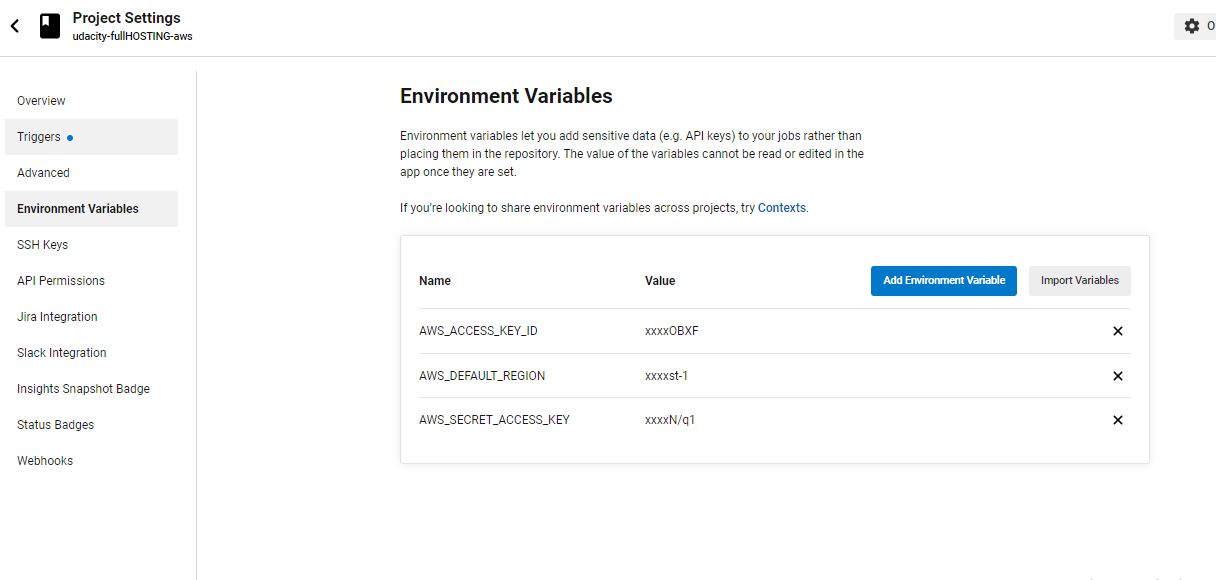 Project Settings
udacity-fullHOSTING-aws
O
Overview
Triggers
Advanced
Environment Variables
SSH Keys
API Permissions
Jira Integration
Slack Integration
Insights Snapshot Badge
Status Badges
Webhooks
Environment Variables
Environment variables let you add sensitive data (e.g. API keys) to your jobs rather than
placing them in the repository. The value of the variables cannot be read or edited in the
app once they are set.
If you're looking to share environment variables across projects, try Contexts.
Name Value Add Environment Variable Import Variables
AWS_ACCESS_KEY_ID xxxxOBXF
AWS_DEFAULT_REGION xxxxst-1
AWS_SECRET_ACCESS_KEY xxxxN/q1